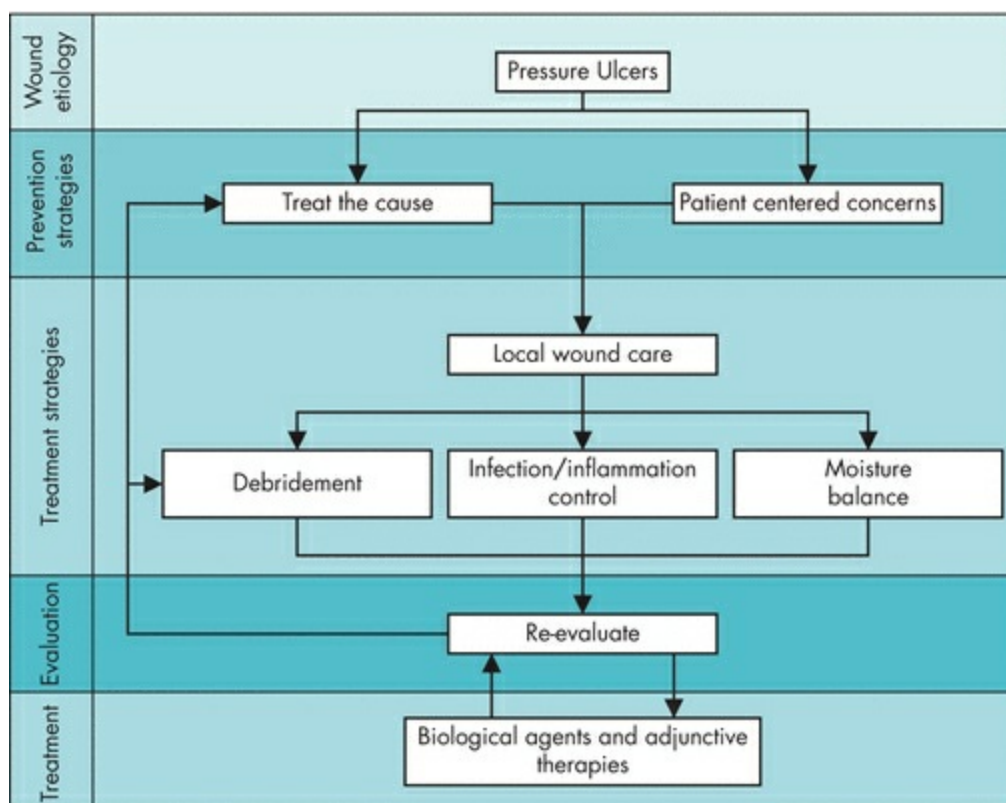 Wound
etiology
Pressure Ulcers
Prevention
strategies
Treat the cause
Patient centered concerns
Treatment strategies
Local wound care
Debridement
Infection/inflammation
control
Moisture
balance
Evaluation
Re-evaluate
Treatment
Biological agents and adjunctive
therapies